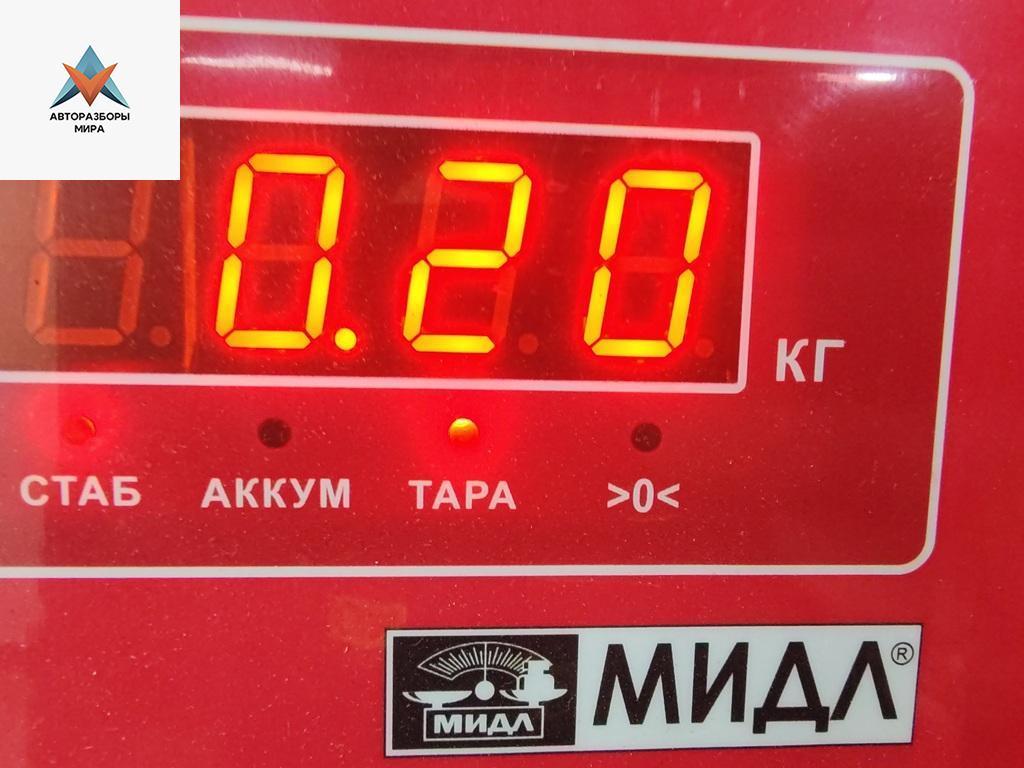 АВТОРАЗБОРЫ
МИРА
0.20
КГ
СТАБ АККУМ ТАРА >0<
МИДЛ МИДЛ®